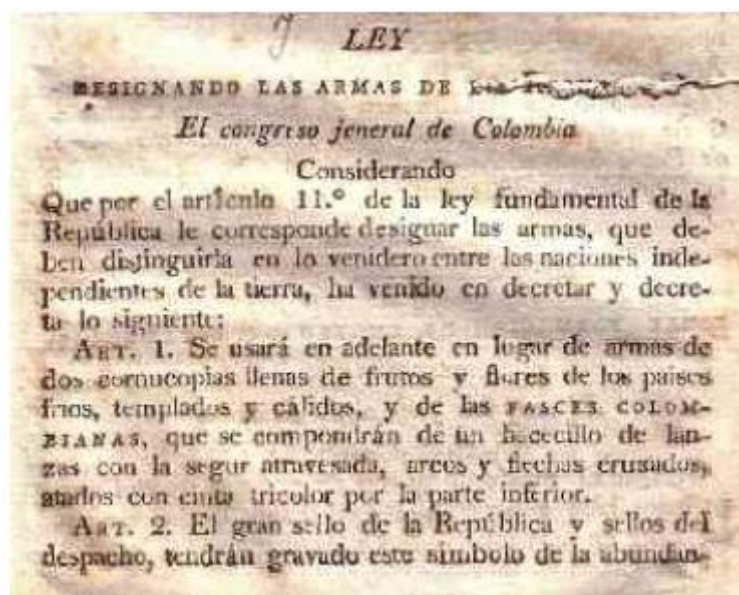 LEY
DESIGNANDO LAS ARMAS DE
El congreso jeneral de Colombia
Considerando
Que por el artículo 11.º de la ley fundamental de la
República le corresponde designar las armas, que de-
ben distinguirla en lo venidero entre las naciones inde-
pendientes de la tierra, ha venido en decretar y decre-
ta lo siguiente:
ART. 1. Se usará en adelante en lugar de armas de
dos cornucopias llenas de frutos y flores de los paises
frios, templados y cálidos, y de las FASCES COLOM-
BIANAS, que se compondrán de un hacecillo de lan-
zas con la segur atravesada, arcos y flechas crusados,
atados con cinta tricolor por la parte inferior.
ART. 2. El gran sello de la República y sellos del
despacho, tendrán gravado este simbolo de la abundan-